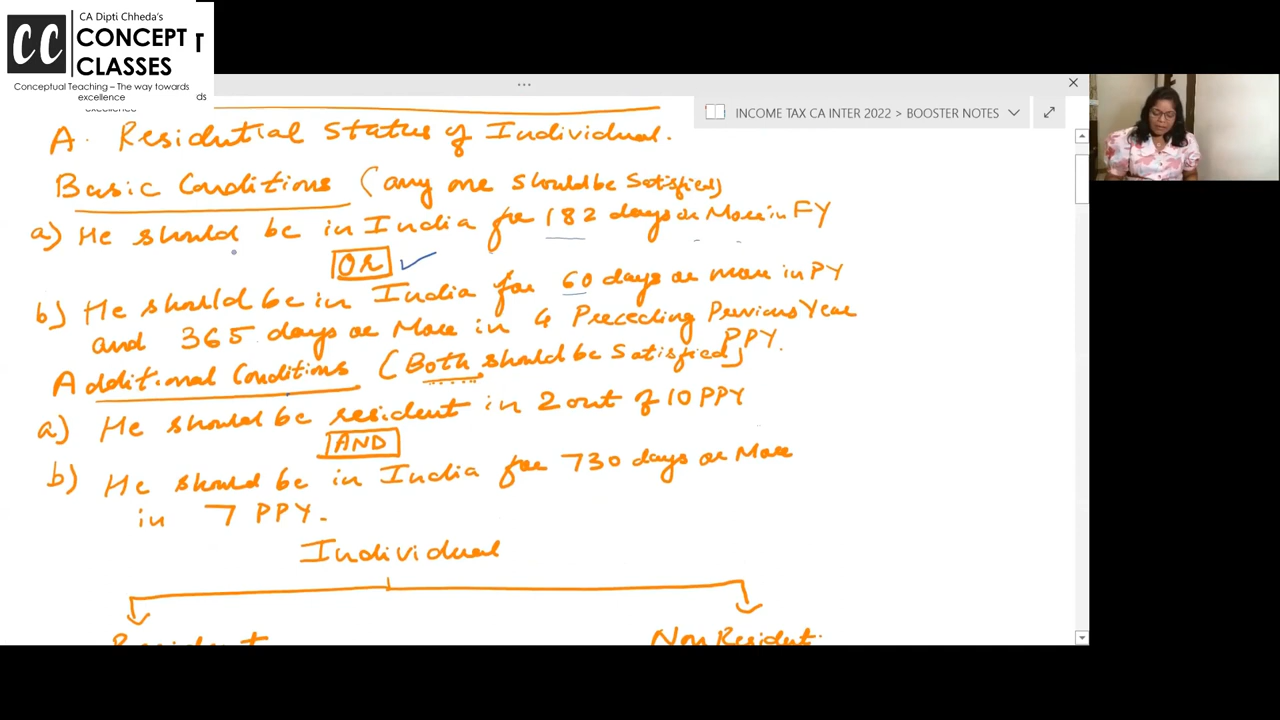 CA Dipti Chheda's
CONCEPT T
CLASSES
Conceptual Teaching – The way towards
excellence ds
excellence
INCOME TAX CA INTER 2022 > BOOSTER NOTES
A. Residential Status of Individual.
Basic Conditions (any one should be Satisfied)
a) He should be in India for 182 days or More in FY
OR
b) He should be in India for 60 days or more in PY
and 365 days or More in 4 Preceding Previous Year
PPY.
Additional Conditions (Both should be Satisfied)
a) He should be resident in 2 out of 10 PPY
AND
b) He should be in India for 730 days or More
in 7 PPY.
Individual
Resident
Non Resident